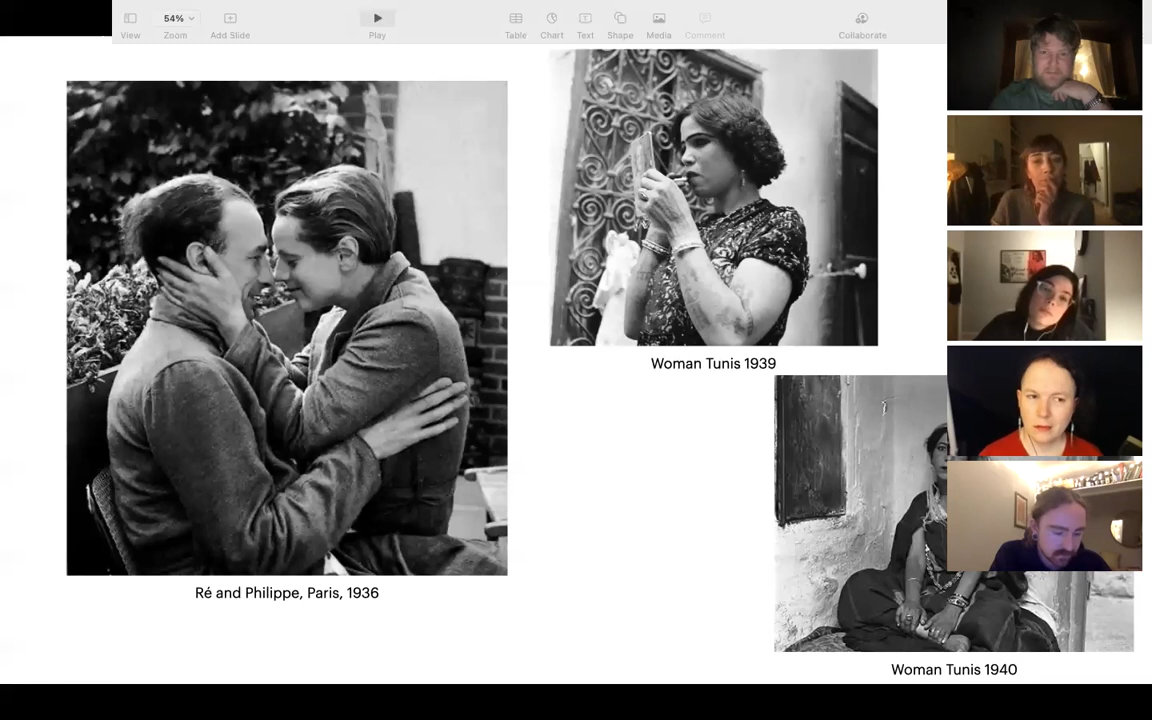 54%
View
Zoom
Add Slide
Play
Table
Chart
Text
Shape
Media
Comment
Collaborate
Woman Tunis 1939
Ré and Philippe, Paris, 1936
Woman Tunis 1940